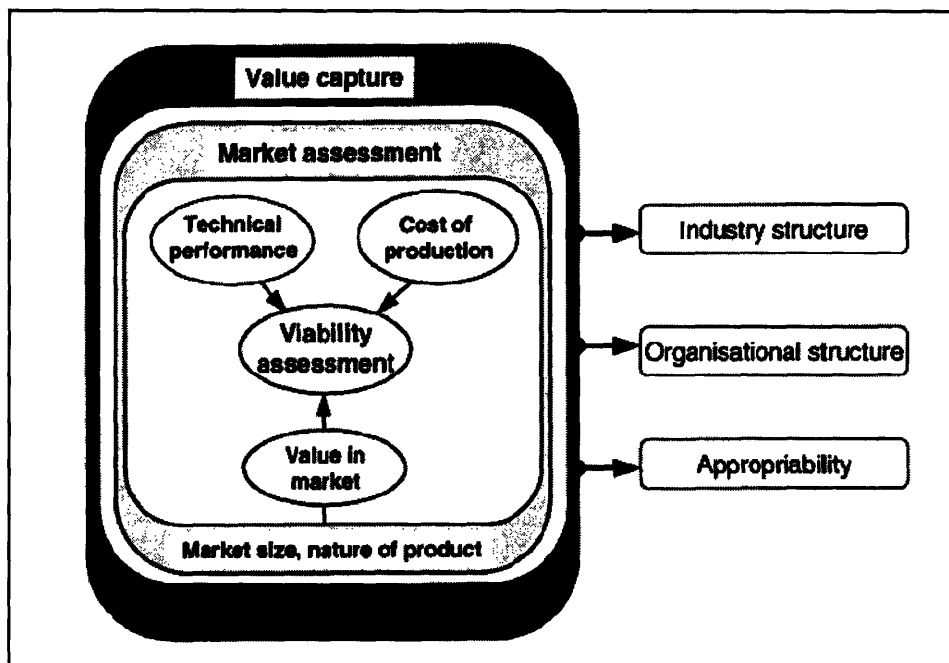 Value capture
Market assessment
Technical
performance
Cost of
production
Viability
assessment
Value in
market
Market size, nature of product
Industry structure
Organisational structure
Appropriability